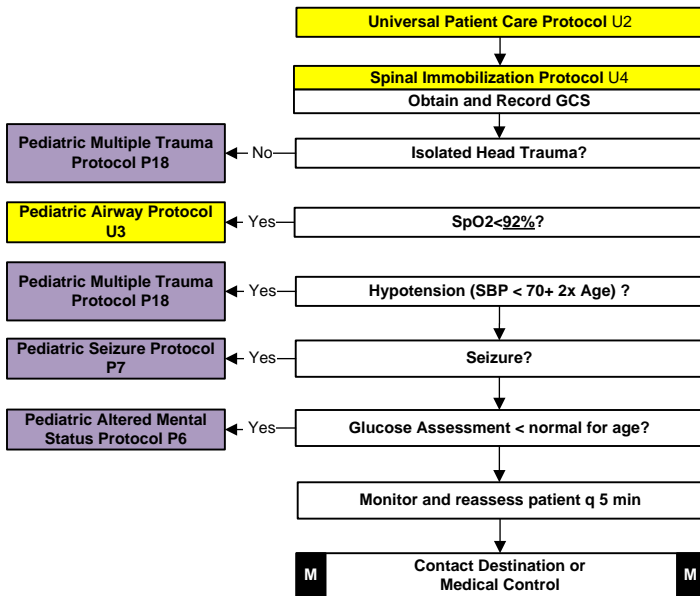 Universal Patient Care Protocol U2
Spinal Immobilization Protocol U4
Obtain and Record GCS
Pediatric Multiple Trauma
Protocol P18
No
Isolated Head Trauma?
Pediatric Airway Protocol
U3
Yes
SpO2<92%?
Pediatric Multiple Trauma
Protocol P18
Yes
Hypotension (SBP < 70+ 2x Age) ?
Pediatric Seizure Protocol
P7
Yes
Seizure?
Pediatric Altered Mental
Status Protocol P6
Yes
Glucose Assessment < normal for age?
Monitor and reassess patient q 5 min
M
Contact Destination or
Medical Control
M